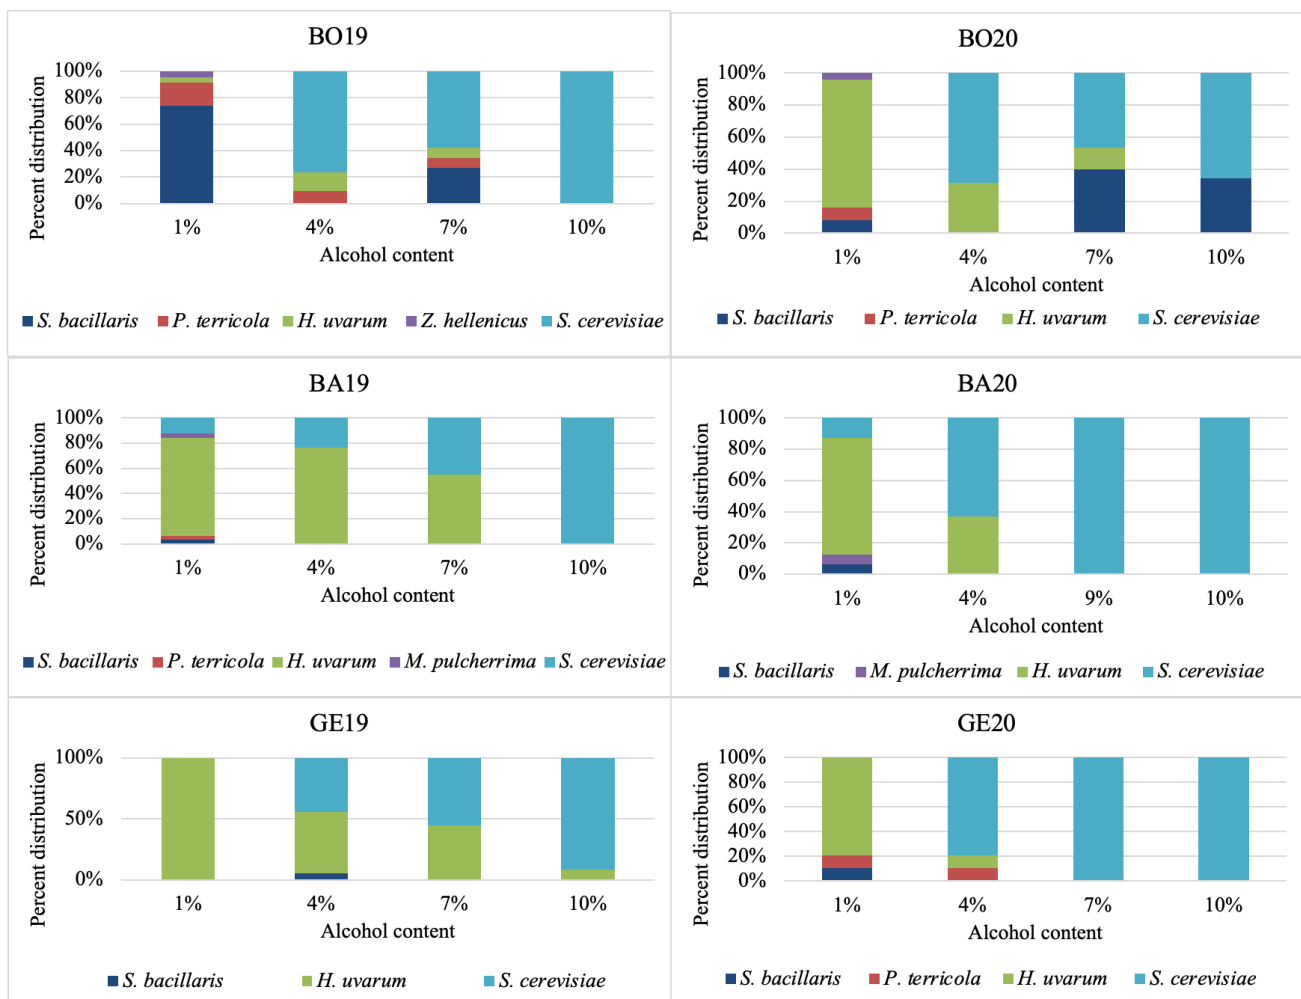 BO19
Percent distribution
100%
80%
60%
40%
20%
0%
1% 4% 7% 10%
Alcohol content
S. bacillaris P. terricola H. uvarum Z. hellenicus S. cerevisiae
BO20
Percent distribution
100%
80%
60%
40%
20%
0%
1% 4% 7% 10%
Alcohol content
S. bacillaris P. terricola H. uvarum S. cerevisiae
BA19
Percent distribution
100%
80%
60%
40%
20%
0%
1% 4% 7% 10%
Alcohol content
S. bacillaris P. terricola H. uvarum M. pulcherrima S. cerevisiae
BA20
Percent distribution
100%
80%
60%
40%
20%
0%
1% 4% 9% 10%
Alcohol content
S. bacillaris M. pulcherrima H. uvarum S. cerevisiae
GE19
Percent distribution
100%
50%
0%
1% 4% 7% 10%
Alcohol content
S. bacillaris H. uvarum S. cerevisiae
GE20
Percent distribution
100%
80%
60%
40%
20%
0%
1% 4% 7% 10%
Alcohol content
S. bacillaris P. terricola H. uvarum S. cerevisiae